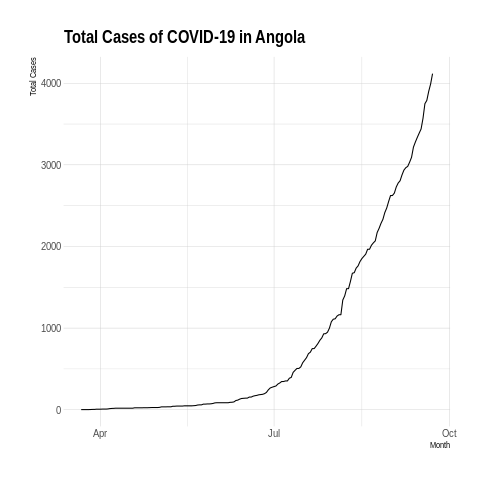 Total Cases of COVID-19 in Angola
Total Cases
4000
3000
2000
1000
0
Apr
Jul
Oct
Month